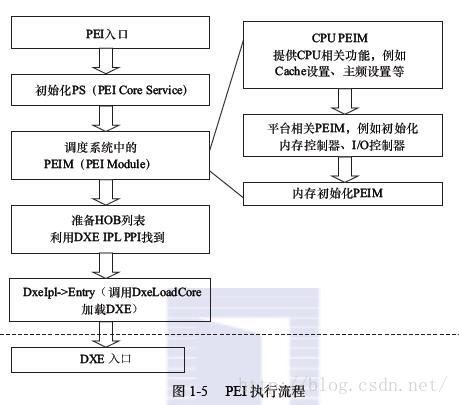 PEI入口
初始化PS（PEI Core Service）
调度系统中的
PEIM（PEI Module）
准备HOB列表
利用DXE IPL PPI找到
DxeIpl->Entry（调用DxeLoadCore
加载DXE）
DXE 入口
CPU PEIM
提供CPU相关功能，例如
Cache设置、主频设置等
平台相关PEIM，例如初始化
内存控制器、I/O控制器
内存初始化PEIM
图 1-5 PEI 执行流程
https://blog.csdn.net/